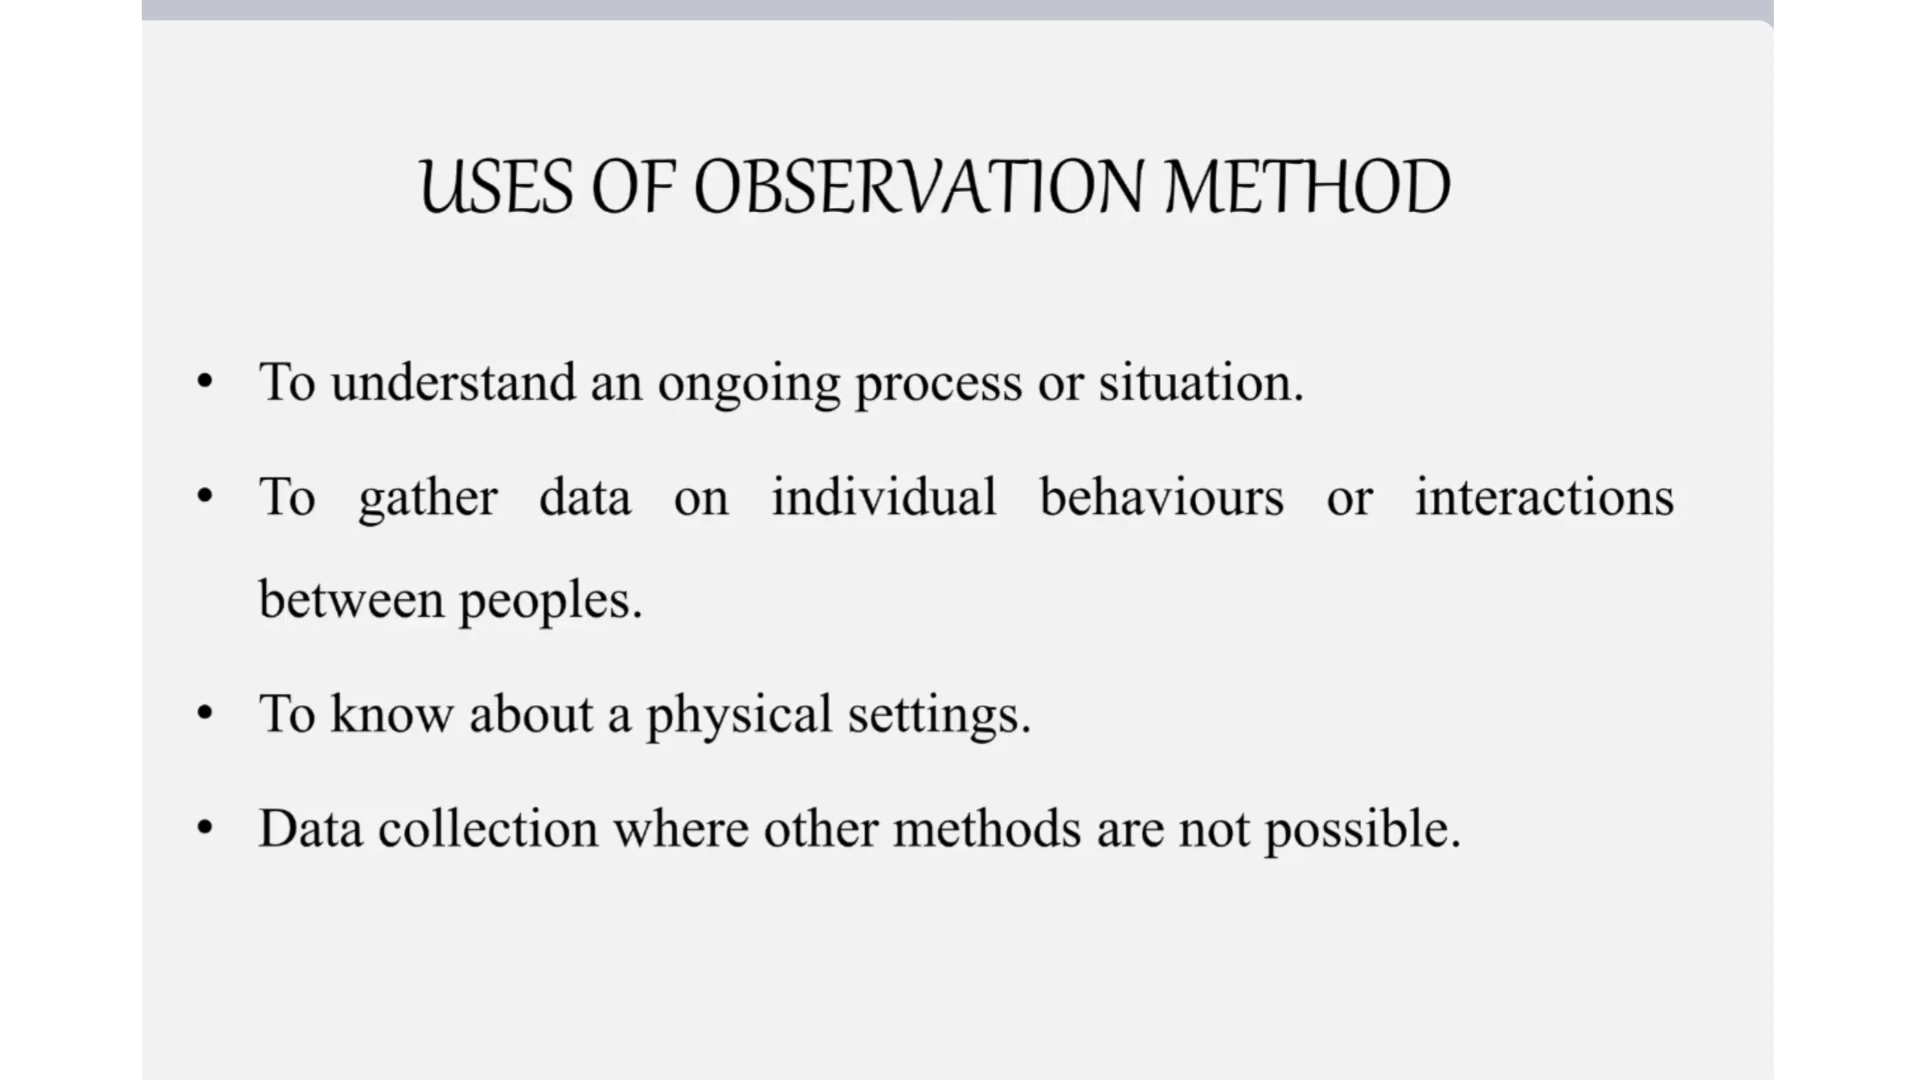 USES OF OBSERVATION METHOD
• To understand an ongoing process or situation.
• To gather data on individual behaviours or interactions
between peoples.
• To know about a physical settings.
• Data collection where other methods are not possible.